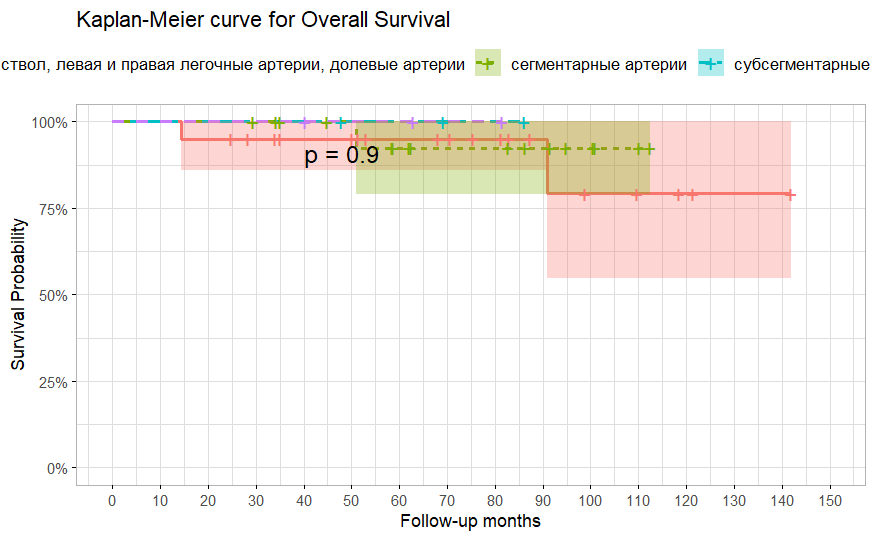 Kaplan-Meier curve for Overall Survival
ствол, левая и правая легочные артерии, долевые артерии сегментарные артерии субсегментарные
100%
75%
50%
25%
0%
p = 0.9
Survival Probability
0 10 20 30 40 50 60 70 80 90 100 110 120 130 140 150
Follow-up months